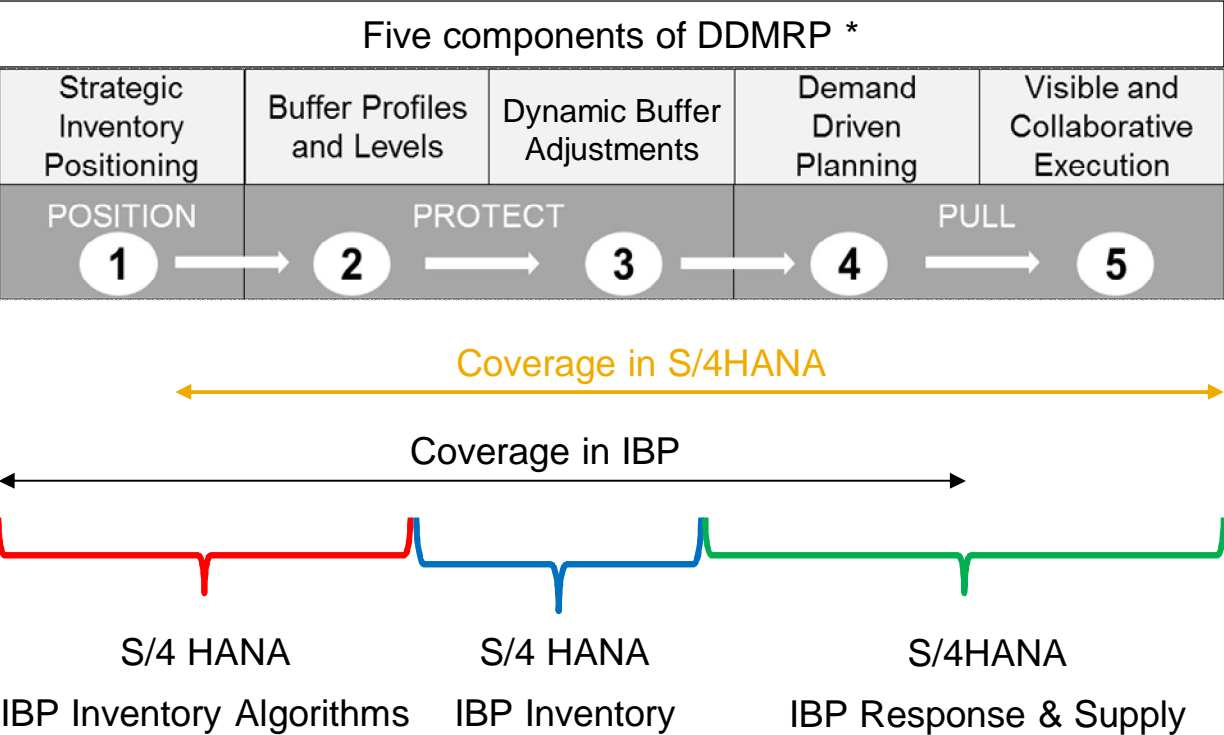 Five components of DDMRP *
Strategic
Inventory
Positioning
Buffer Profiles
and Levels
Dynamic Buffer
Adjustments
Demand
Driven
Planning
Visible and
Collaborative
Execution
POSITION
PROTECT
PULL
1
2
3
4
5
Coverage in S/4HANA
Coverage in IBP
S/4 HANA
IBP Inventory Algorithms
S/4 HANA
IBP Inventory
S/4HANA
IBP Response & Supply